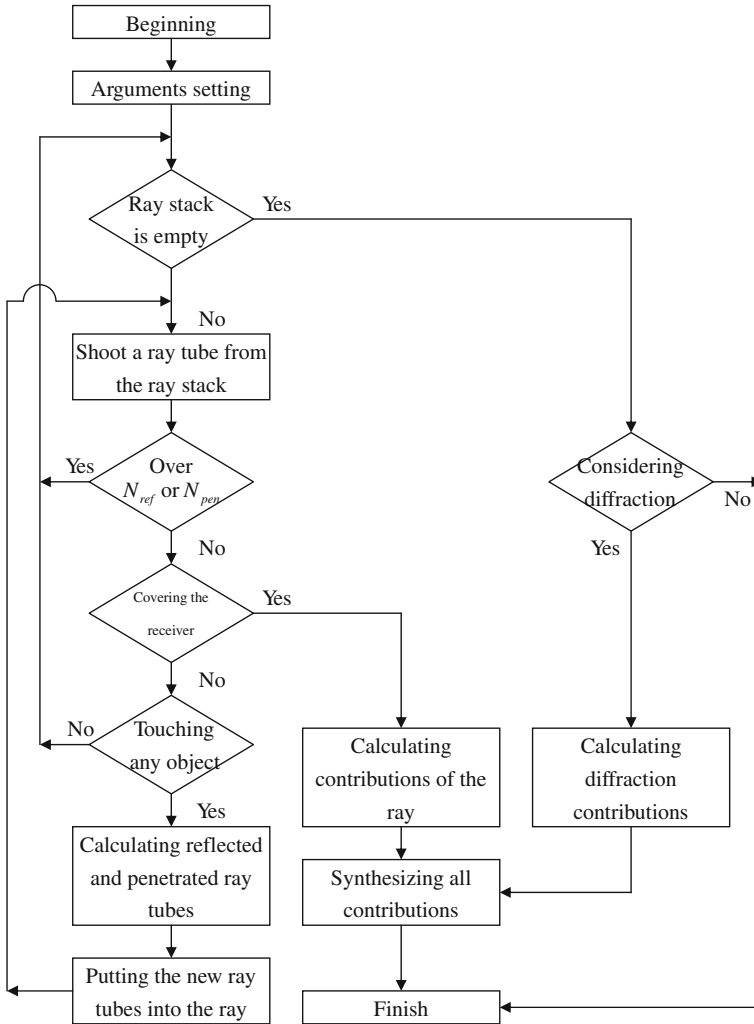 Beginning
Arguments setting
Ray stack
is empty
Yes
No
Shoot a ray tube from
the ray stack
Over
N_ref or N_pen
Yes
No
Considering
diffraction
No
Yes
Covering the
receiver
Yes
No
Touching
any object
No
Yes
Calculating
contributions of the
ray
Calculating
diffraction
contributions
Calculating reflected
and penetrated ray
tubes
Synthesizing all
contributions
Putting the new ray
tubes into the ray
Finish